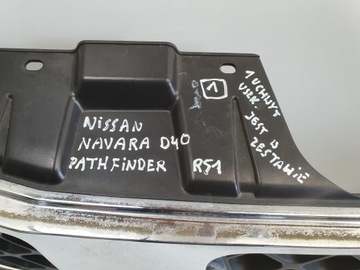 NISSAN
NAVARA D40
PATHFINDER R51
1
1 UCHWYT
USZK. JEST W
ZESTAWIE